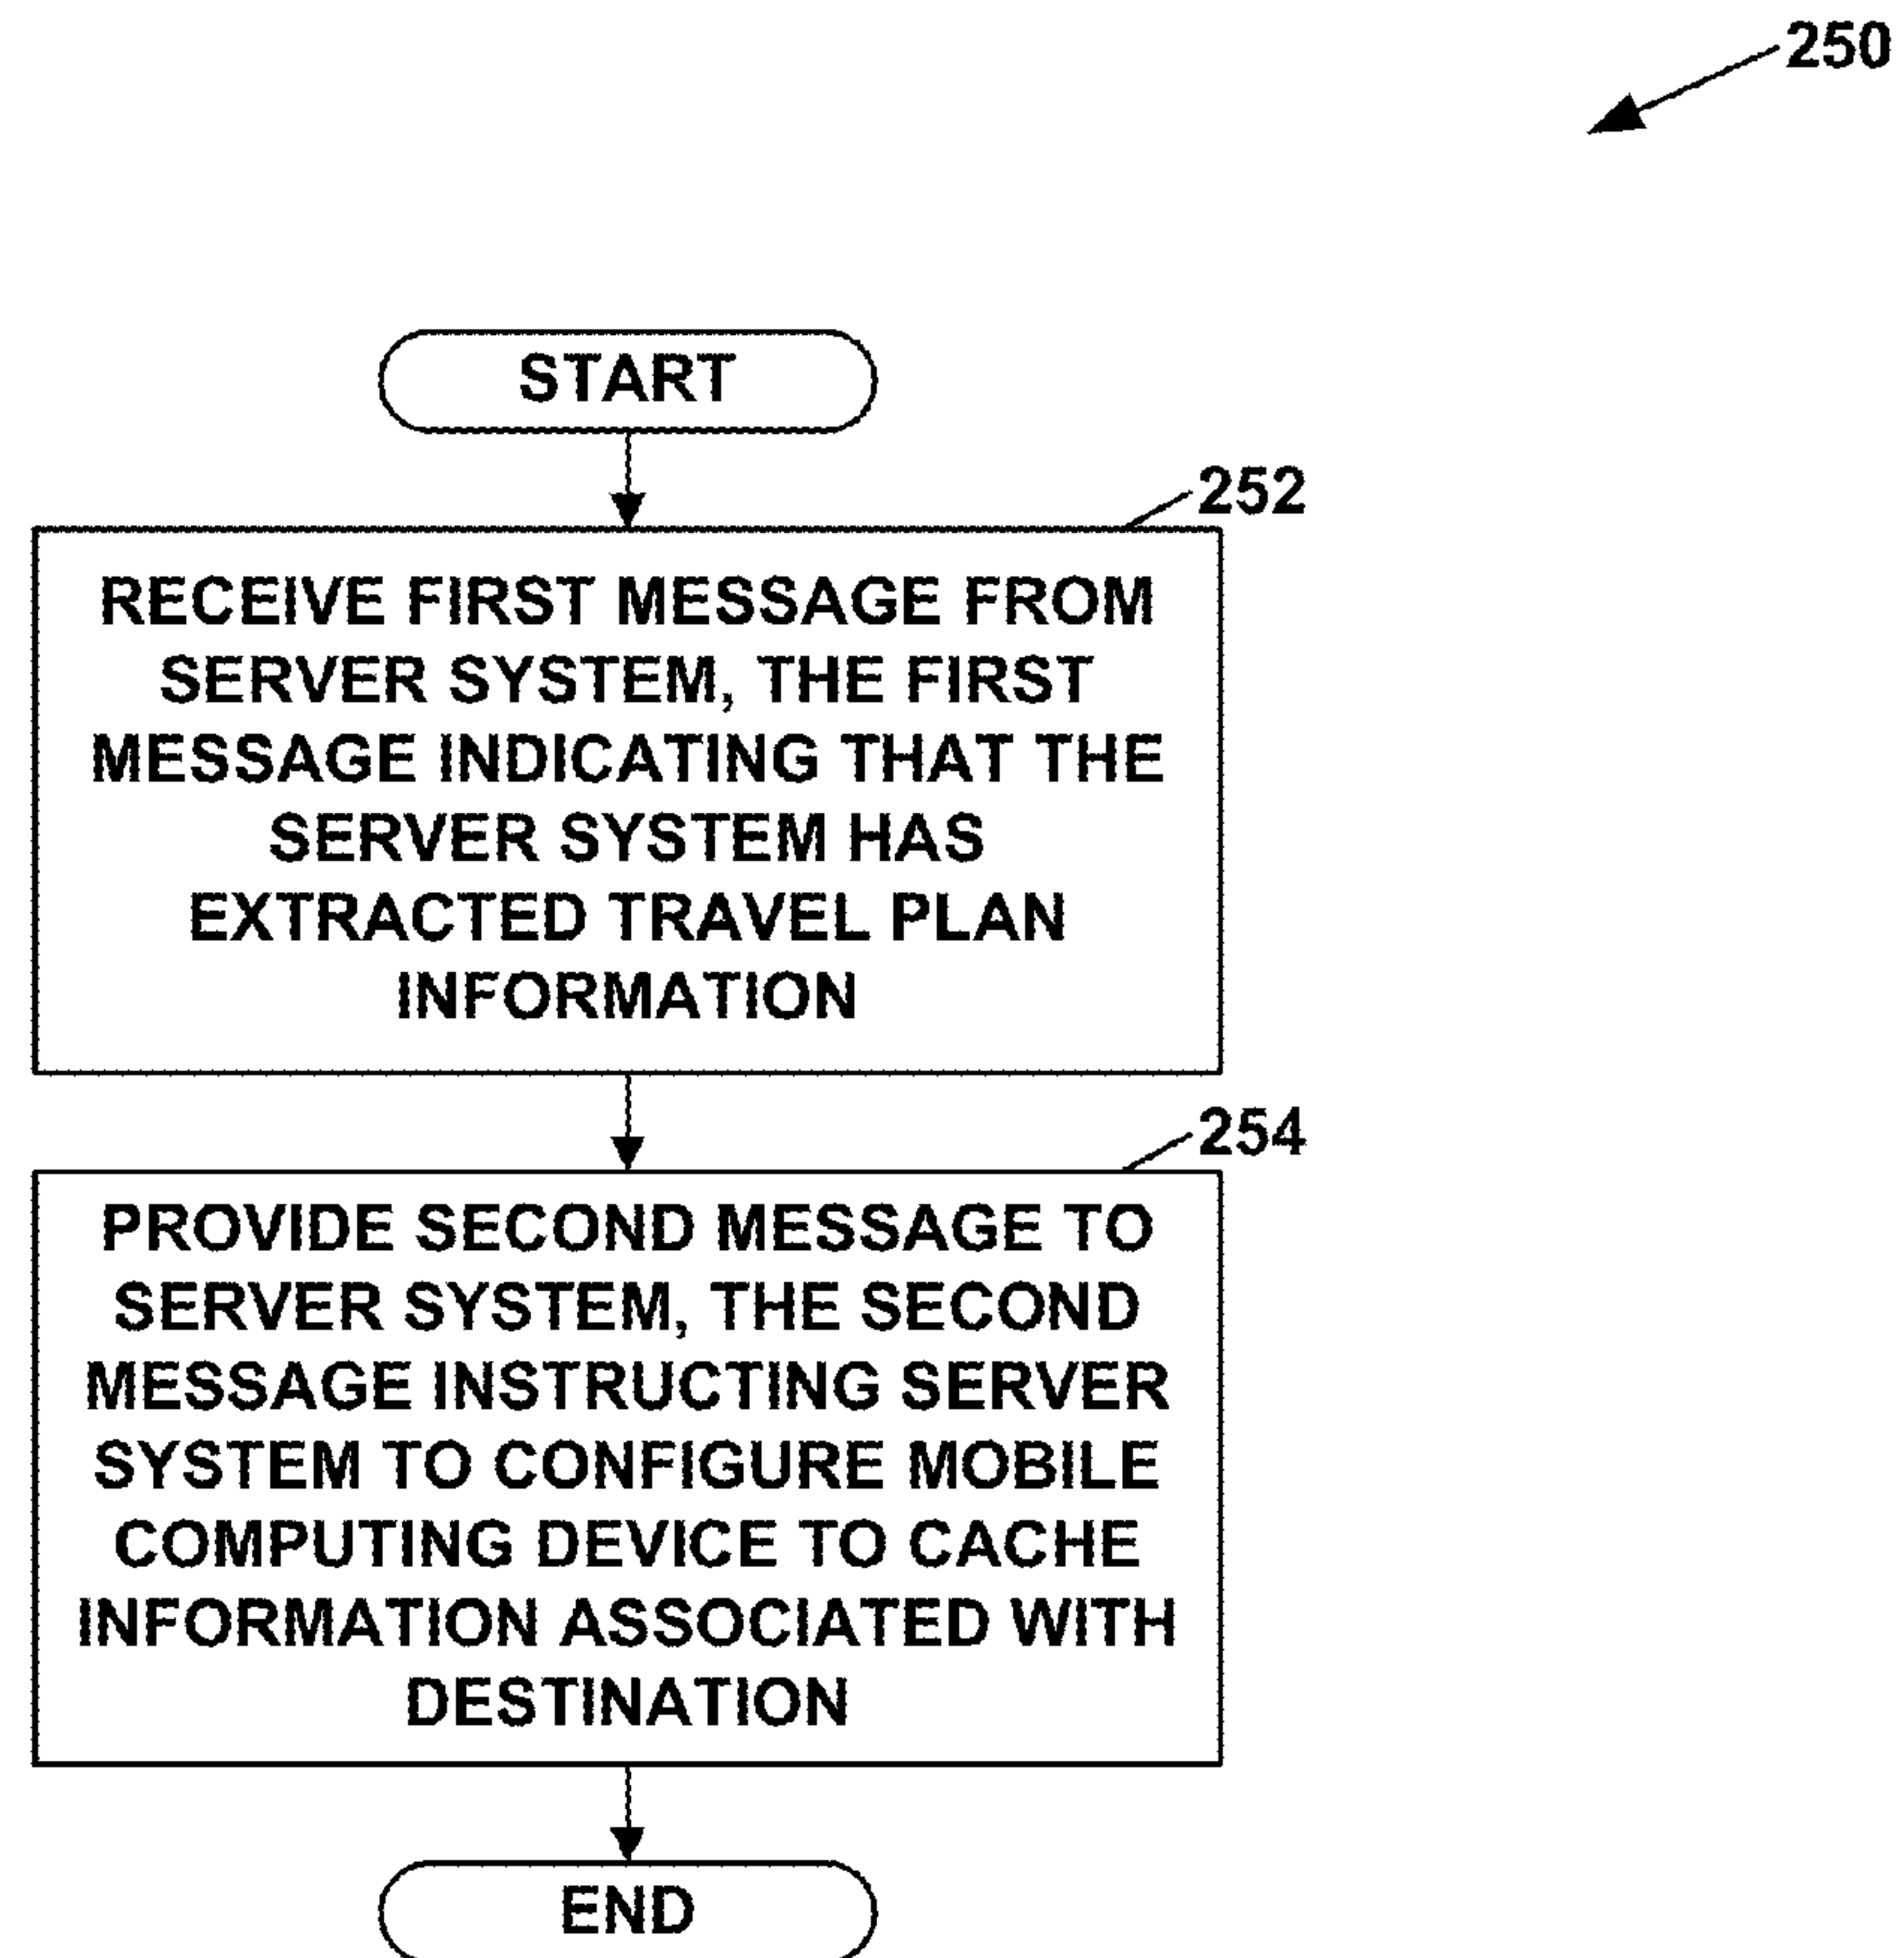 250
START
252
RECEIVE FIRST MESSAGE FROM
SERVER SYSTEM, THE FIRST
MESSAGE INDICATING THAT THE
SERVER SYSTEM HAS
EXTRACTED TRAVEL PLAN
INFORMATION
254
PROVIDE SECOND MESSAGE TO
SERVER SYSTEM, THE SECOND
MESSAGE INSTRUCTING SERVER
SYSTEM TO CONFIGURE MOBILE
COMPUTING DEVICE TO CACHE
INFORMATION ASSOCIATED WITH
DESTINATION
END